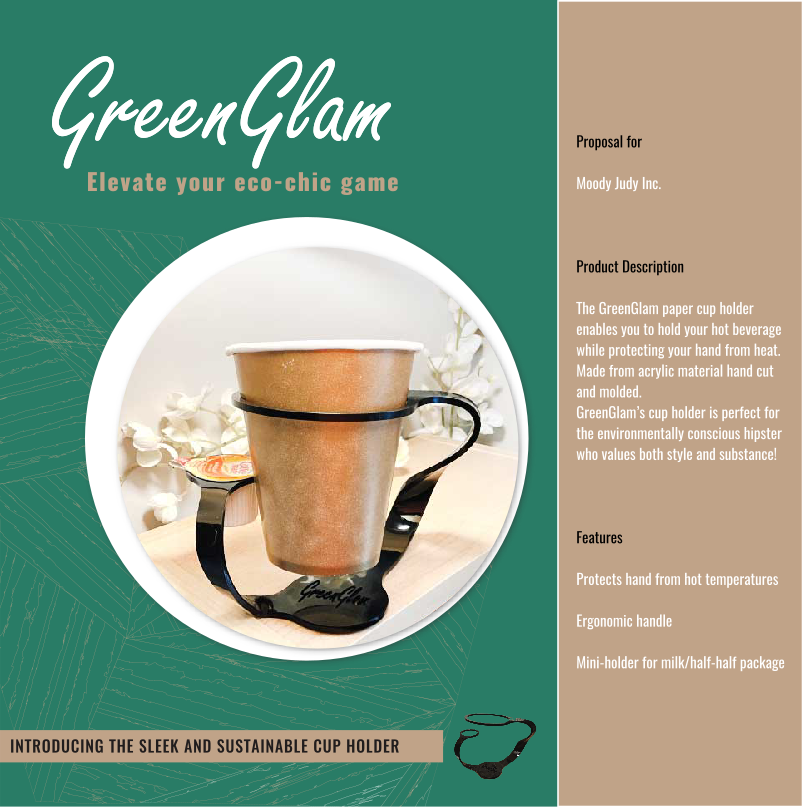 GreenGlam
Elevate your eco-chic game
GreenGlam
INTRODUCING THE SLEEK AND SUSTAINABLE CUP HOLDER
Proposal for
Moody Judy Inc.
Product Description
The GreenGlam paper cup holder
enables you to hold your hot beverage
while protecting your hand from heat.
Made from acrylic material hand cut
and molded.
GreenGlam's cup holder is perfect for
the environmentally conscious hipster
who values both style and substance!
Features
Protects hand from hot temperatures
Ergonomic handle
Mini-holder for milk/half-half package